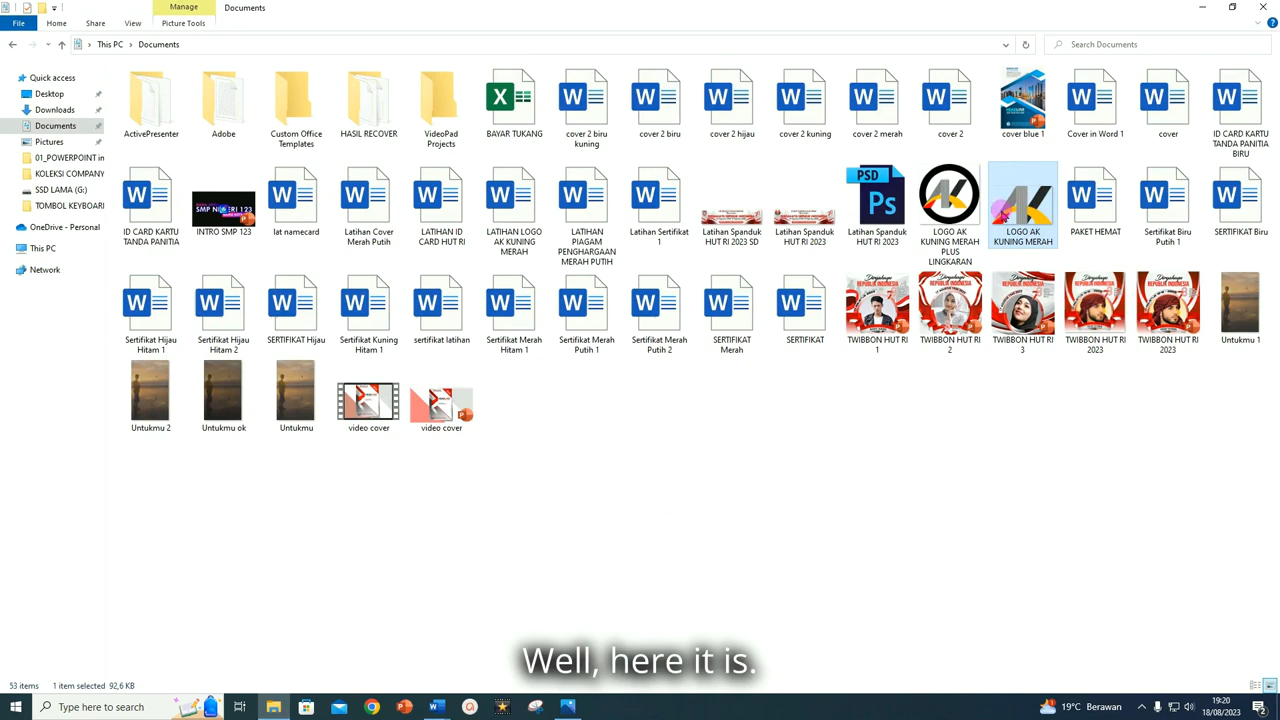 Manage
Documents
File
Home
Share
View
Picture Tools
This PC
Documents
Search Documents
Quick access
Desktop
Downloads
Documents
Pictures
01_POWERPOINT in
KOLEKSI COMPANY
SSD LAMA (G:)
TOMBOL KEYBOARI
OneDrive - Personal
This PC
Network
ActivePresenter
Adobe
Custom Office
Templates
HASIL RECOVER
VideoPad
Projects
BAYAR TUKANG
cover 2 biru
kuning
cover 2 biru
cover 2 hijau
cover 2 kuning
cover 2 merah
cover 2
cover blue 1
Cover in Word 1
cover
ID CARD KARTU
TANDA PANITIA
BIRU
ID CARD KARTU
TANDA PANITIA
SMP NEGERI 123
INTRO SMP 123
lat namecard
Latihan Cover
Merah Putih
LATIHAN ID
CARD HUT RI
LATIHAN LOGO
AK KUNING
MERAH
LATIHAN
PIAGAM
PENGHARGAAN
MERAH PUTIH
Latihan Sertifikat
1
Latihan Spanduk
HUT RI 2023 SD
Latihan Spanduk
HUT RI 2023
PSD
Ps
Latihan Spanduk
HUT RI 2023
LOGO AK
KUNING MERAH
PLUS
LINGKARAN
LOGO AK
KUNING MERAH
PAKET HEMAT
Sertifikat Biru
Putih 1
SERTIFIKAT Biru
Sertifikat Hijau
Hitam 1
Sertifikat Hijau
Hitam 2
SERTIFIKAT Hijau
Sertifikat Kuning
Hitam 1
sertifikat latihan
Sertifikat Merah
Hitam 1
Sertifikat Merah
Putih 1
Sertifikat Merah
Putih 2
SERTIFIKAT
Merah
SERTIFIKAT
TWIBBON HUT RI
1
TWIBBON HUT RI
2
TWIBBON HUT RI
3
TWIBBON HUT RI
2023
TWIBBON HUT RI
2023
Untukmu 1
Untukmu 2
Untukmu ok
Untukmu
video cover
video cover
Well, here it is.
53 items
1 item selected 92,6 KB
Type here to search
19°C Berawan
19:20
18/08/2023